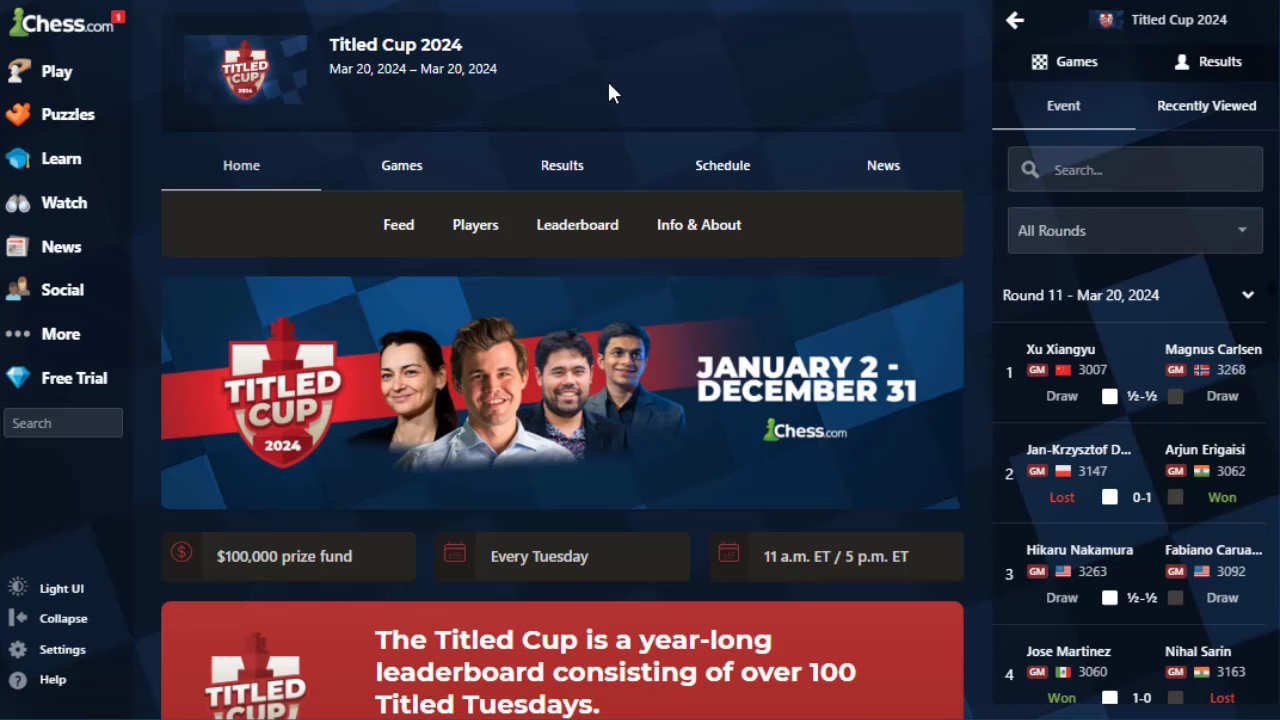 Chess.com
1
Play
Puzzles
Learn
Watch
News
Social
More
Free Trial
Search
Light UI
Collapse
Settings
Help
TITLED
CUP
2024
Titled Cup 2024
Mar 20, 2024 – Mar 20, 2024
Home
Games
Results
Schedule
News
Feed
Players
Leaderboard
Info & About
TITLED
CUP
2024
JANUARY 2 -
DECEMBER 31
Chess.com
$100,000 prize fund
Every Tuesday
11 a.m. ET / 5 p.m. ET
TITLED
CUP
The Titled Cup is a year-long
leaderboard consisting of over 100
Titled Tuesdays.
Titled Cup 2024
Games
Results
Event
Recently Viewed
Search...
All Rounds
Round 11 - Mar 20, 2024
1
Xu Xiangyu
GM 3007
Magnus Carlsen
GM 3268
Draw ½-½ Draw
2
Jan-Krzysztof D...
GM 3147
Arjun Erigaisi
GM 3062
Lost 0-1 Won
3
Hikaru Nakamura
GM 3263
Fabiano Carua...
GM 3092
Draw ½-½ Draw
4
Jose Martinez
GM 3060
Nihal Sarin
GM 3163
Won 1-0 Lost